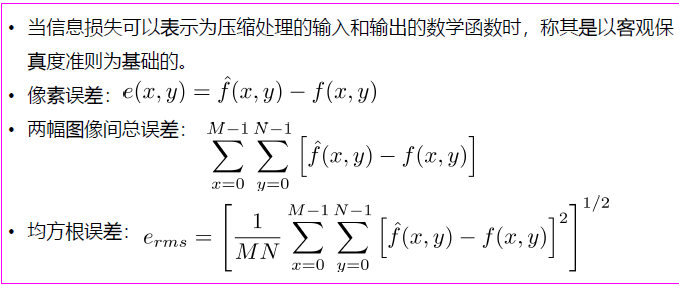 • 当信息损失可以表示为压缩处理的输入和输出的数学函数时，称其是以客观保
真度准则为基础的。
• 像素误差： $e(x, y) = \hat{f}(x, y) - f(x, y)$
• 两幅图像间总误差： $\sum_{x=0}^{M-1} \sum_{y=0}^{N-1} \left[ \hat{f}(x, y) - f(x, y) \right]$
• 均方根误差： $e_{rms} = \left[ \frac{1}{MN} \sum_{x=0}^{M-1} \sum_{y=0}^{N-1} \left[ \hat{f}(x, y) - f(x, y) \right]^2 \right]^{1/2}$